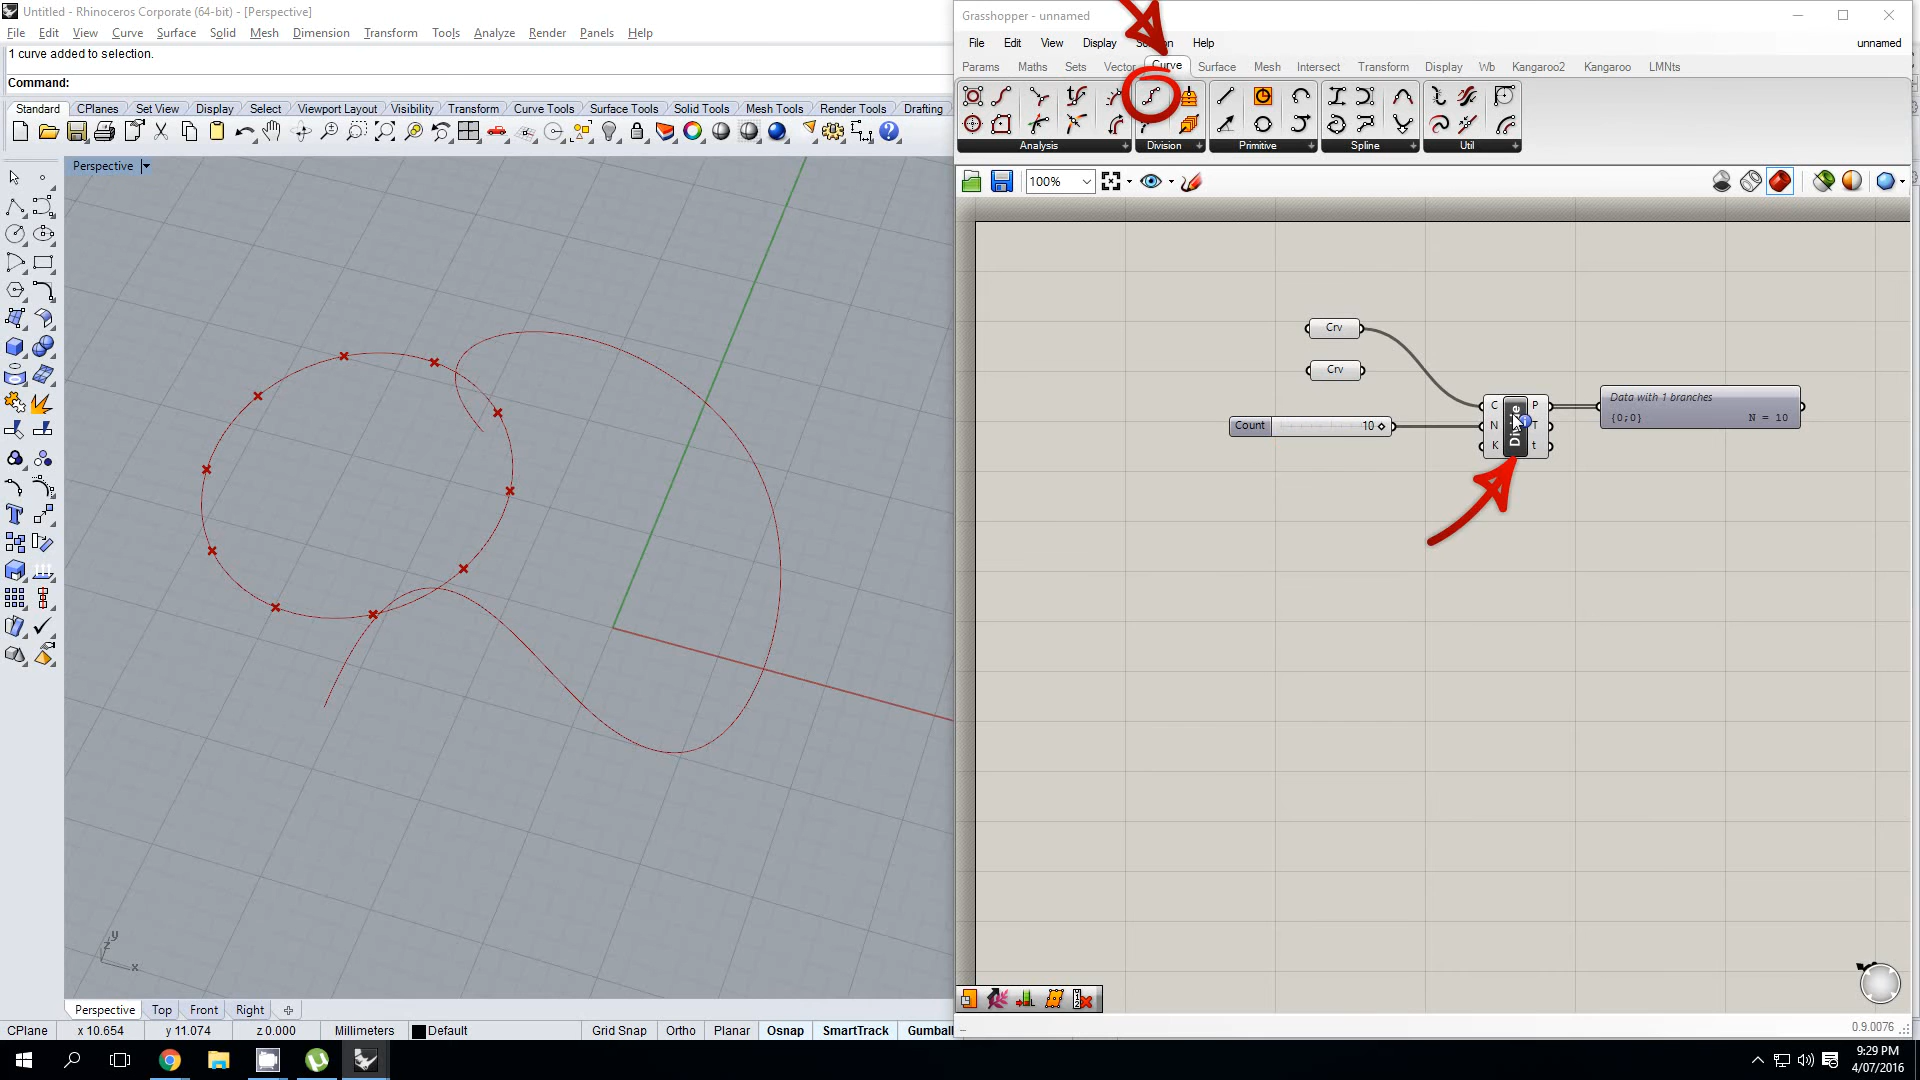 Untitled - Rhinoceros Corporate (64-bit) - [Perspective]
File Edit View Curve Surface Solid Mesh Dimension Transform Tools Analyze Render Panels Help
1 curve added to selection.
Command:
Standard CPlanes Set View Display Select Viewport Layout Visibility Transform Curve Tools Surface Tools Solid Tools Mesh Tools Render Tools Drafting
Perspective
y
z
x
Perspective Top Front Right
CPlane x 10.654 y 11.074 z 0.000 Millimeters Default Grid Snap Ortho Planar Osnap SmartTrack Gumball
Grasshopper - unnamed
File Edit View Display Help unnamed
Params Maths Sets Vector Curve Surface Mesh Intersect Transform Display Wb Kangaroo2 Kangaroo LMNts
Analysis Division Primitive Spline Util
100%
Crv
Crv
Count 10
C P
N T
K t
Data with 1 branches
{0;0} N = 10
0.9.0076
9:29 PM
4/07/2016